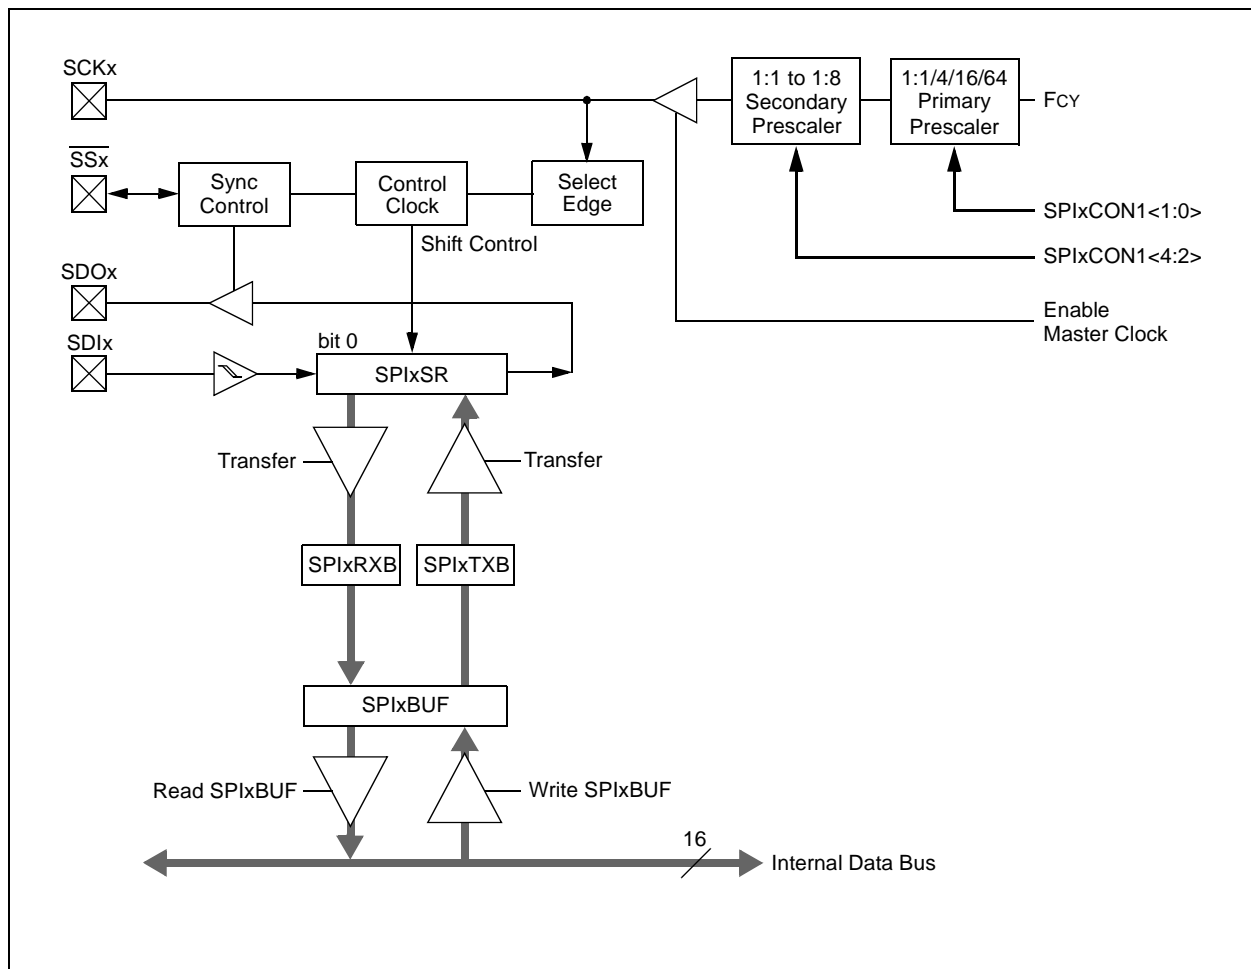 SCKx
1:1 to 1:8
Secondary
Prescaler
1:1/4/16/64
Primary
Prescaler
FCY
SSx
Sync
Control
Control
Clock
Select
Edge
SPIxCON1<1:0>
Shift Control
SPIxCON1<4:2>
SDOx
Enable
Master Clock
SDIx
bit 0
SPIxSR
Transfer
Transfer
SPIxRXB
SPIxTXB
SPIxBUF
Read SPIxBUF
Write SPIxBUF
16
Internal Data Bus